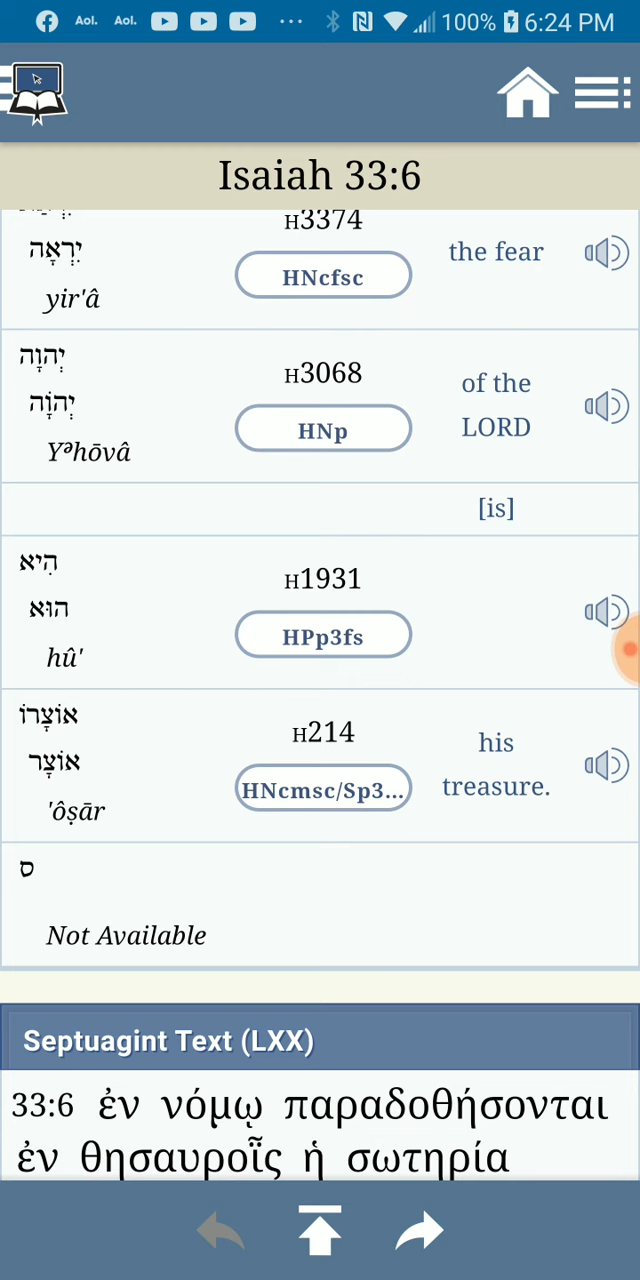 Aol. Aol. ... 100% 6:24 PM
Isaiah 33:6
H3374
יִרְאָה
the fear
HNcfsc
yir'â
יְהוָה
H3068
of the
יְהוָֹה
LORD
HNp
Yᵊhōvâ
[is]
הִיא
H1931
הוּא
HPp3fs
hû'
אוֹצָרוֹ
H214
his
אוֹצָר
treasure.
HNcmsc/Sp3...
'ôṣār
ס
Not Available
Septuagint Text (LXX)
33:6 ἐν νόμῳ παραδοθήσονται
ἐν θησαυροῖς ἡ σωτηρία